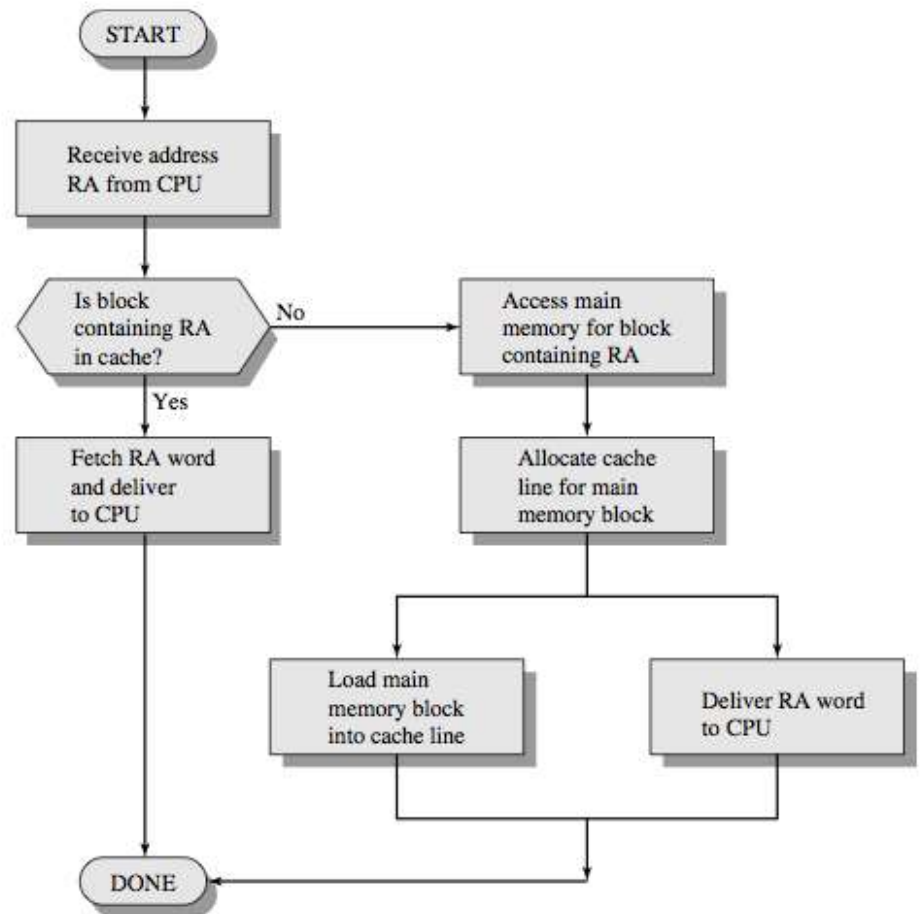 START
Receive address
RA from CPU
Is block
containing RA
in cache?
No
Access main
memory for block
containing RA
Yes
Fetch RA word
and deliver
to CPU
Allocate cache
line for main
memory block
Load main
memory block
into cache line
Deliver RA word
to CPU
DONE